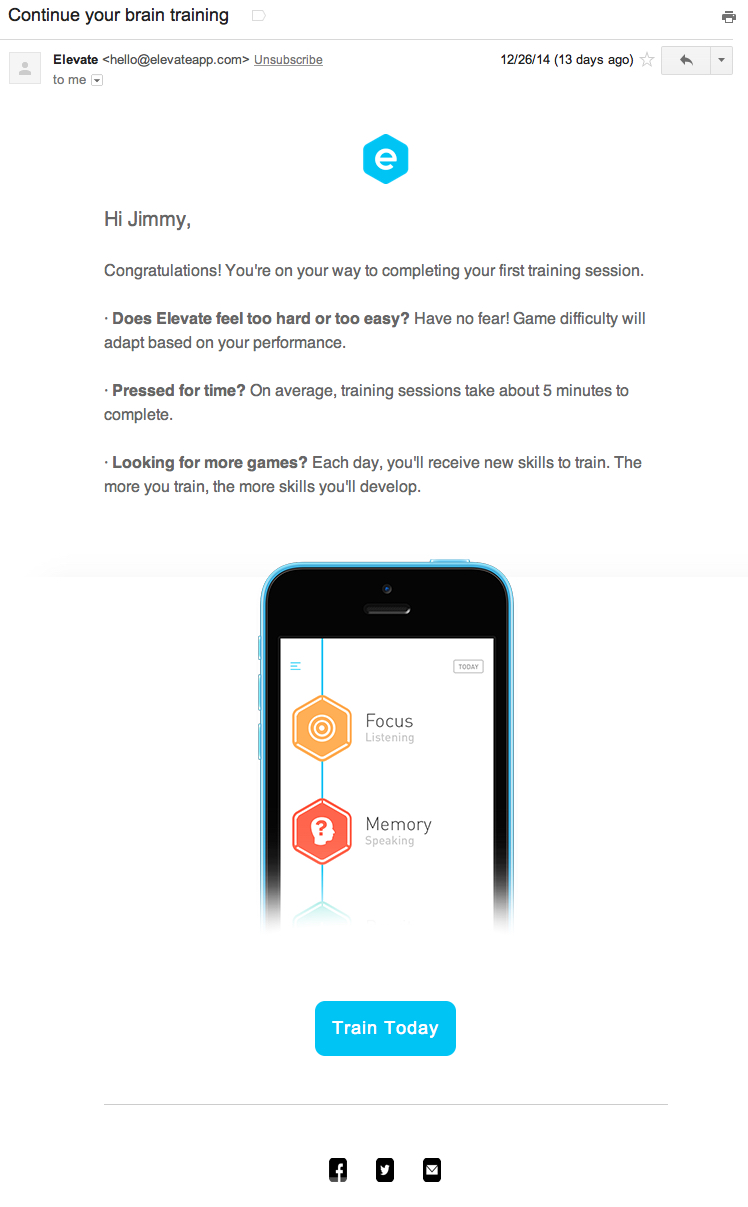 Continue your brain training
Elevate <hello@elevateapp.com> Unsubscribe 12/26/14 (13 days ago)
to me
e
Hi Jimmy,
Congratulations! You're on your way to completing your first training session.
· Does Elevate feel too hard or too easy? Have no fear! Game difficulty will
adapt based on your performance.
· Pressed for time? On average, training sessions take about 5 minutes to
complete.
· Looking for more games? Each day, you'll receive new skills to train. The
more you train, the more skills you'll develop.
TODAY
Focus
Listening
?
Memory
Speaking
Train Today
f